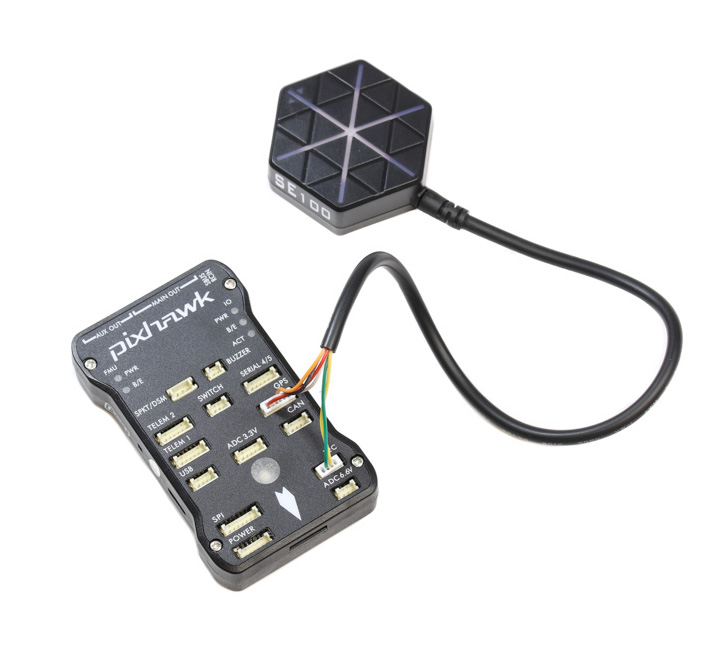 SE100
AUX OUT
MAIN OUT
pixhawk
IO
PWR
B/E
ACT
FMU
PWR
B/E
SPKT/DSM
BUZZER
SWITCH
SERIAL 4/5
GPS
TELEM 2
CAN
TELEM 1
ADC 3.3V
USB
ADC 6.6V
SPI
POWER